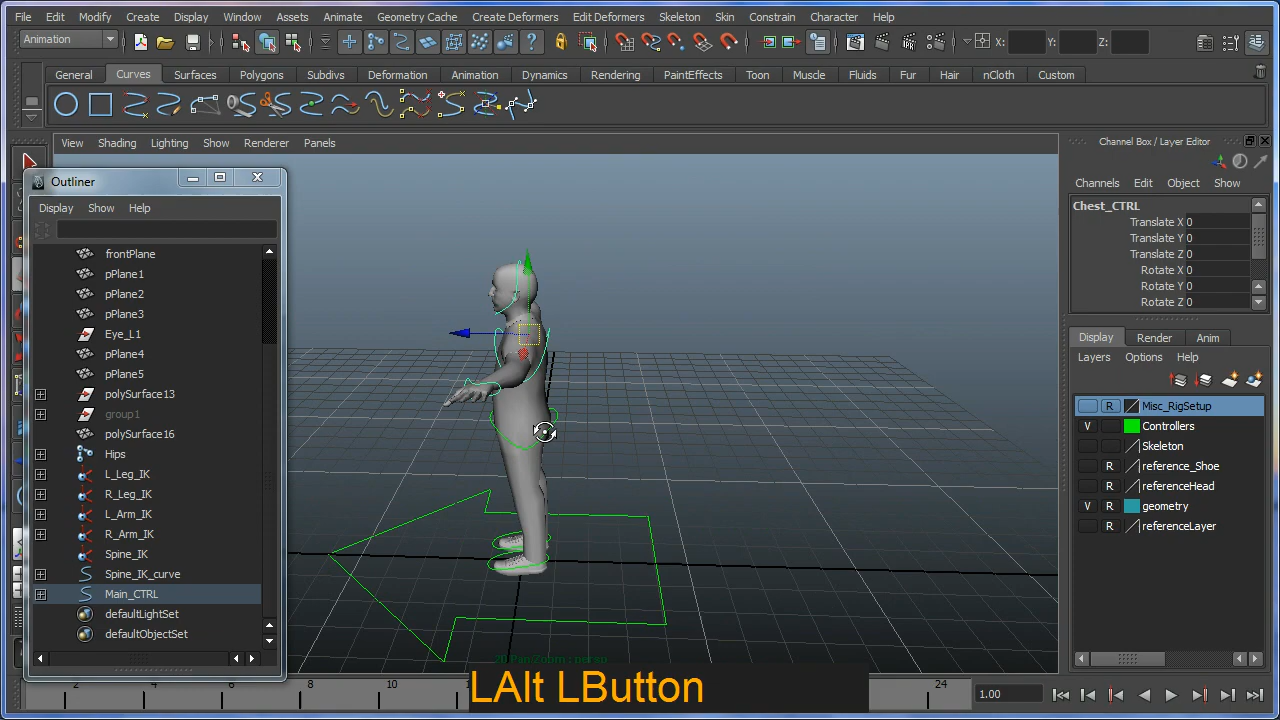 File Edit Modify Create Display Window Assets Animate Geometry Cache Create Deformers Edit Deformers Skeleton Skin Constrain Character Help
Animation X: Y: Z:
General Curves Surfaces Polygons Subdivs Deformation Animation Dynamics Rendering PaintEffects Toon Muscle Fluids Fur Hair nCloth Custom
View Shading Lighting Show Renderer Panels
Channel Box / Layer Editor
Outliner
Channels Edit Object Show
Display Show Help
Chest_CTRL
Translate X 0
Translate Y 0
Translate Z 0
Rotate X 0
Rotate Y 0
Rotate Z 0
frontPlane
pPlane1
pPlane2
pPlane3
Eye_L1
pPlane4
pPlane5
polySurface13
group1
polySurface16
Hips
L_Leg_IK
R_Leg_IK
L_Arm_IK
R_Arm_IK
Spine_IK
Spine_IK_curve
Main_CTRL
defaultLightSet
defaultObjectSet
Display Render Anim
Layers Options Help
R Misc_RigSetup
V Controllers
Skeleton
R reference_Shoe
R referenceHead
V R geometry
R referenceLayer
2D Pan/Zoom : persp
LAlt LButton
2 4 6 8 10 24 1.00